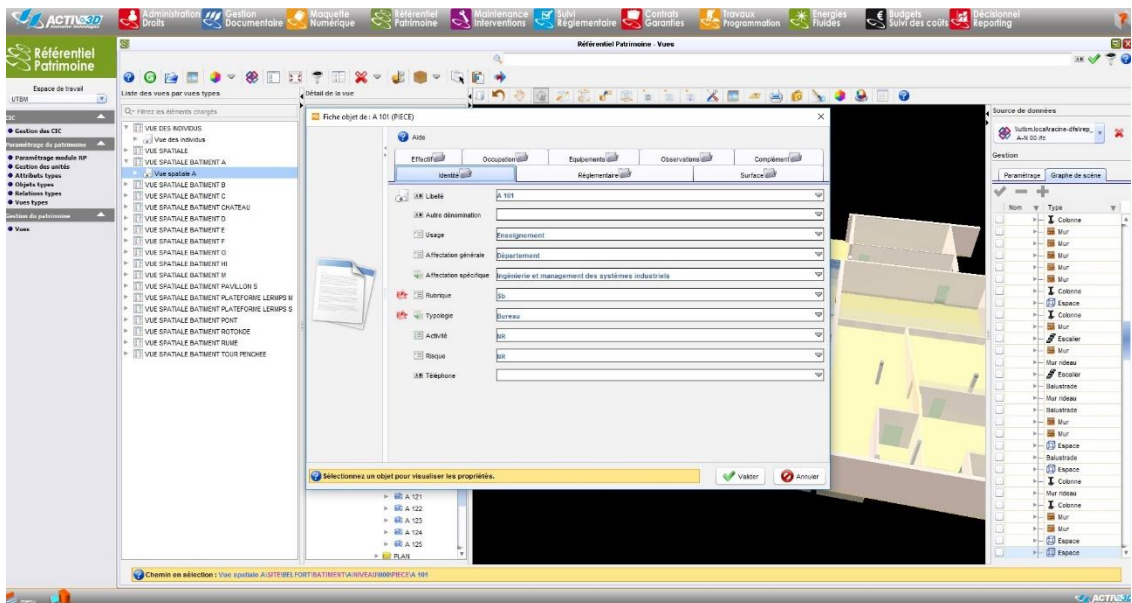 ACTIV3D
Administration Droits
Gestion Documentaire
Maquette Numérique
Référentiel Patrimoine
Maintenance Interventions
Suivi Réglementaire
Contrats Garanties
Travaux Programmation
Energies Fluides
Budgets Suivi des coûts
Décisionnel Reporting
Référentiel Patrimoine
Espace de travail
UTBM
CIC
Gestion des CIC
Paramétrage du patrimoine
Paramétrage module RP
Gestion des unités
Attributs types
Objets types
Relations types
Vues types
Gestion du patrimoine
Vues
Référentiel Patrimoine - Vues
Liste des vues par vues types
Filtrez les éléments chargés
VUE DES INDIVIDUS
Vue des individus
VUE SPATIALE
VUE SPATIALE BATIMENT A
Vue spatiale A
VUE SPATIALE BATIMENT B
VUE SPATIALE BATIMENT C
VUE SPATIALE BATIMENT CHATEAU
VUE SPATIALE BATIMENT D
VUE SPATIALE BATIMENT E
VUE SPATIALE BATIMENT F
VUE SPATIALE BATIMENT G
VUE SPATIALE BATIMENT HI
VUE SPATIALE BATIMENT M
VUE SPATIALE BATIMENT PAVILLON S
VUE SPATIALE BATIMENT PLATEFORME LERMPS M
VUE SPATIALE BATIMENT PLATEFORME LERMPS S
VUE SPATIALE BATIMENT PONT
VUE SPATIALE BATIMENT ROTONDE
VUE SPATIALE BATIMENT RUME
VUE SPATIALE BATIMENT TOUR PENCHEE
Détail de la vue
Fiche objet de : A 101 (PIECE)
Aide
Effectif Occupation Equipements Observations Complément
Identité Réglementaire Surface
Libellé A 101
Autre dénomination
Usage Enseignement
Affectation générale Département
Affectation spécifique Ingénierie et management des systèmes industriels
Rubrique Sb
Typologie Bureau
Activité NR
Risque NR
Téléphone
Sélectionnez un objet pour visualiser les propriétés.
Valider Annuler
A 121
A 122
A 123
A 124
A 125
PLAN
Source de données
A-N 00.ifc
Gestion
Paramétrage Graphe de scène
Nom Type
Colonne
Mur
Mur
Mur
Mur
Colonne
Espace
Colonne
Mur
Escalier
Mur
Mur rideau
Escalier
Balustrade
Mur rideau
Balustrade
Mur
Mur
Espace
Balustrade
Espace
Colonne
Mur rideau
Colonne
Mur
Mur
Espace
Espace
Chemin en sélection : Vue spatiale A\SITE\BELFORT\BATIMENT\A\NIVEAU\000\PIECE\A 101
menu
ACTIV3D